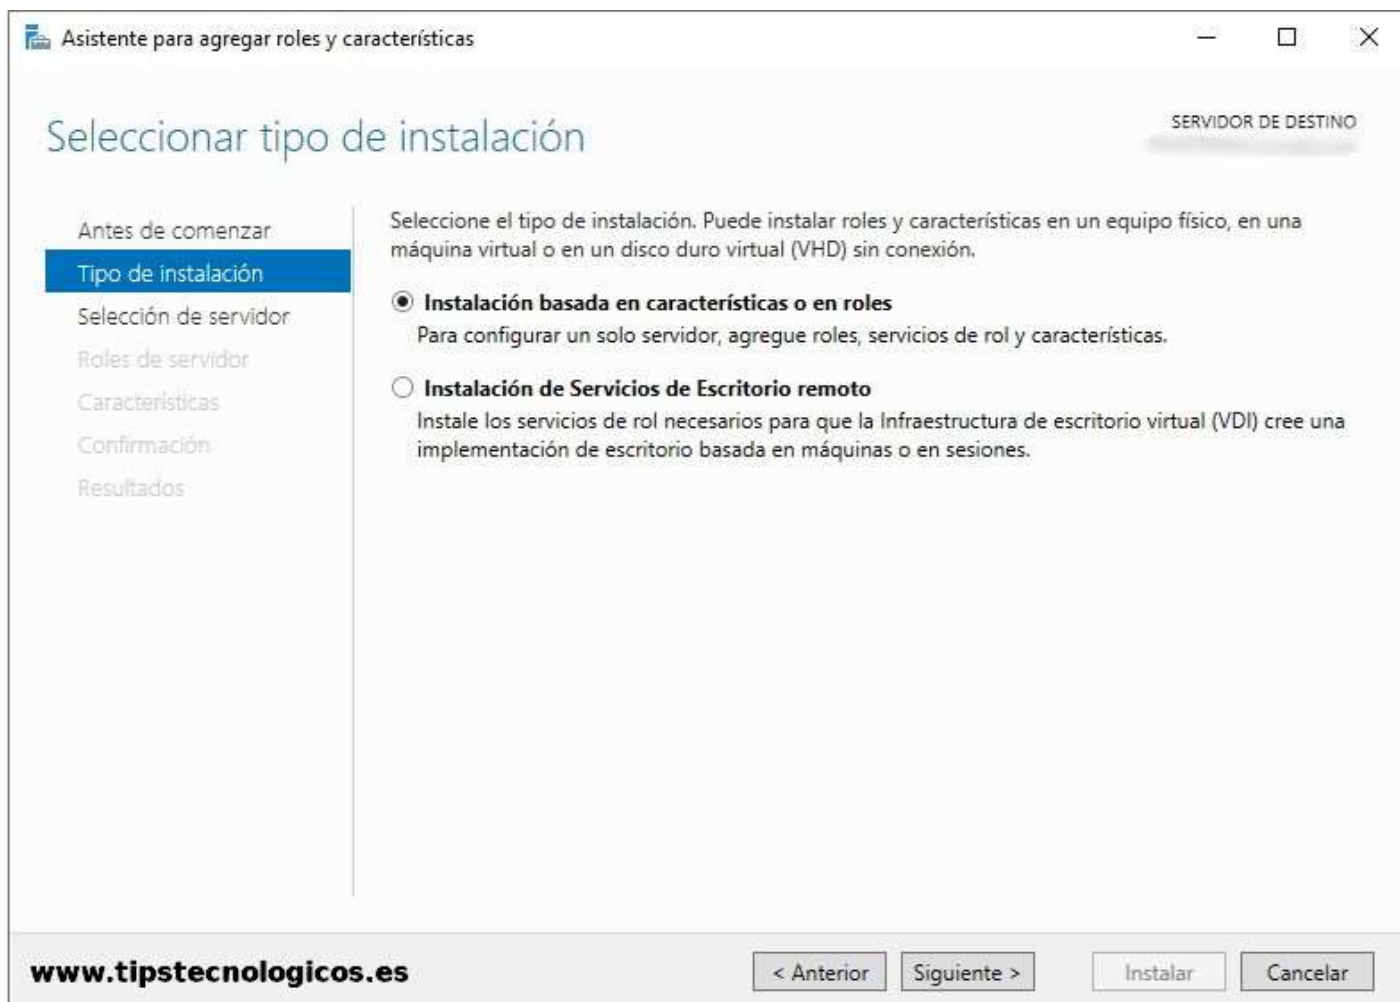 Asistente para agregar roles y características
Seleccionar tipo de instalación
SERVIDOR DE DESTINO
Antes de comenzar
Tipo de instalación
Selección de servidor
Roles de servidor
Características
Confirmación
Resultados
Seleccione el tipo de instalación. Puede instalar roles y características en un equipo físico, en una
máquina virtual o en un disco duro virtual (VHD) sin conexión.
Instalación basada en características o en roles
Para configurar un solo servidor, agregue roles, servicios de rol y características.
Instalación de Servicios de Escritorio remoto
Instale los servicios de rol necesarios para que la Infraestructura de escritorio virtual (VDI) cree una
implementación de escritorio basada en máquinas o en sesiones.
www.tipstecnologicos.es
< Anterior
Siguiente >
Instalar
Cancelar